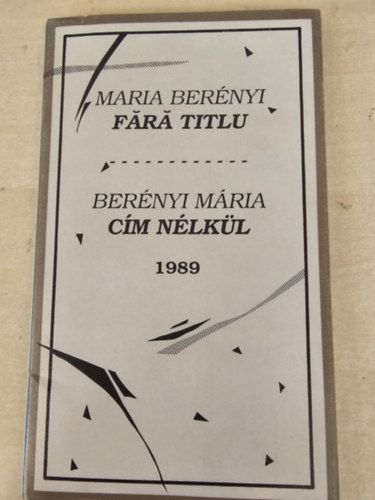 MARIA BERÉNYI
FĂRĂ TITLU
------------
BERÉNYI MÁRIA
CÍM NÉLKÜL
1989